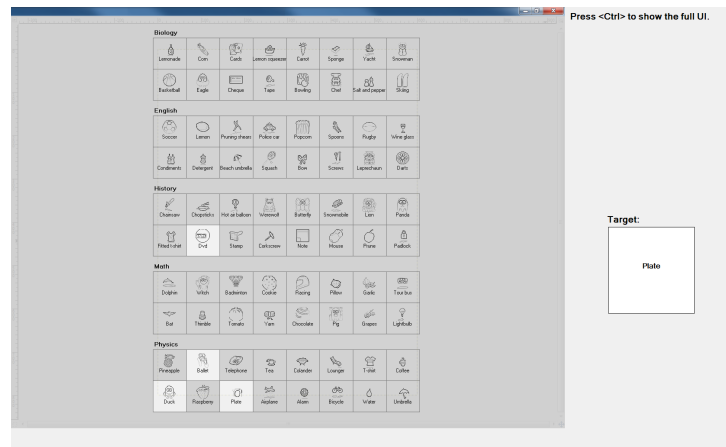 Press <Ctrl> to show the full UI.
Biology
Lemonade Corn Cards Lemon squeezer Carrot Sponge Yacht Snowman
Basketball Eagle Cheque Tape Bowling Chef Salt and pepper Skiing
English
Soccer Lemon Pruning shears Police car Popcorn Spoons Rugby Wine glass
Condiments Detergent Beach umbrella Squash Bow Screws Leprechaun Darts
History
Chainsaw Chopsticks Hot air balloon Werewolf Butterfly Snowmobile Lion Panda
Fitted t-shirt Dvd Stamp Corkscrew Note Mouse Prune Padlock
Math
Dolphin Witch Badminton Cookie Racing Pillow Garlic Tour bus
Bat Thimble Tomato Yarn Chocolate Pig Grapes Lightbulb
Physics
Pineapple Ballet Telephone Tea Colander Lounger T-shirt Coffee
Duck Raspberry Plate Airplane Alarm Bicycle Water Umbrella
Target:
Plate